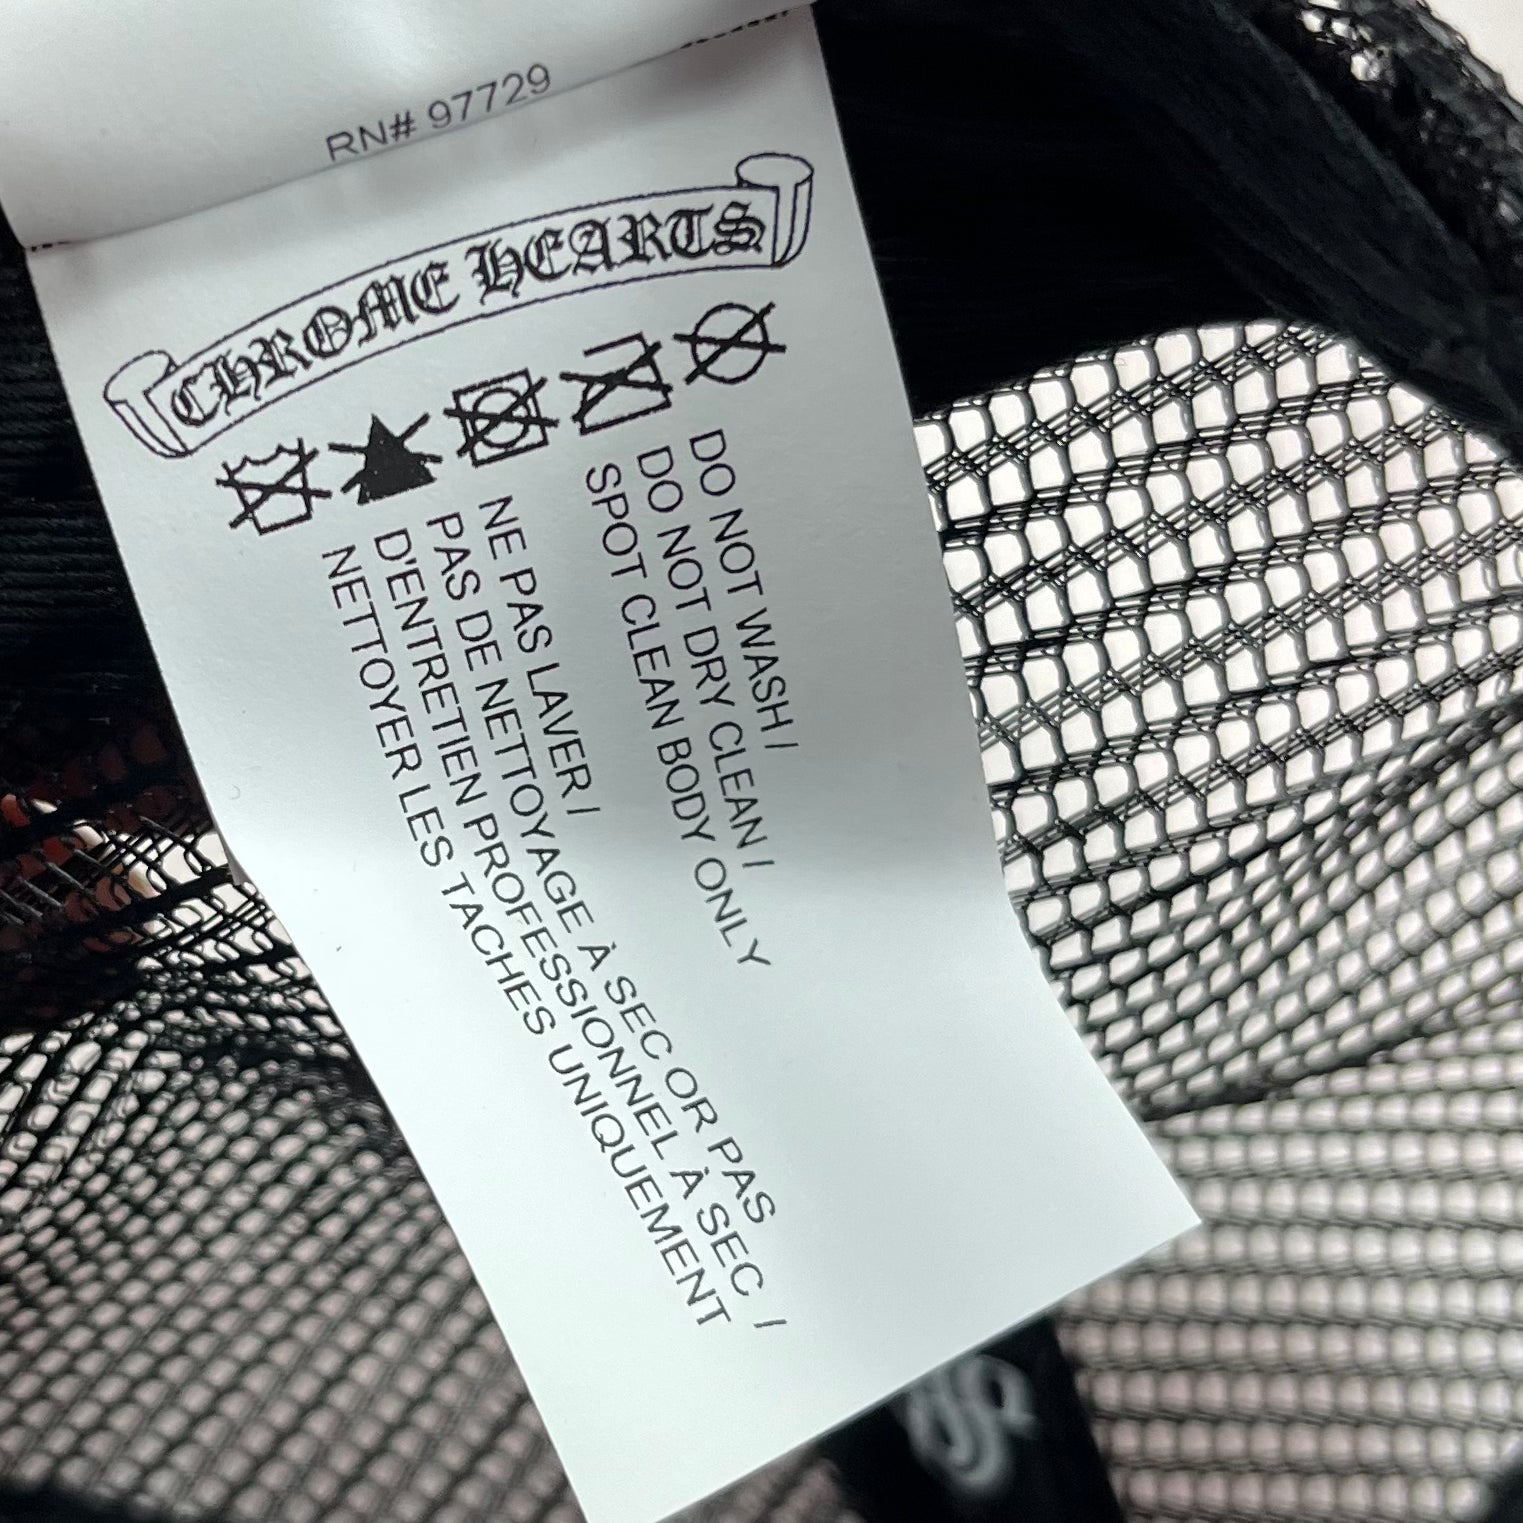 RN# 97729
CHROME HEARTS
DO NOT WASH /
DO NOT DRY CLEAN /
SPOT CLEAN BODY ONLY
NE PAS LAVER /
PAS DE NETTOYAGE À SEC OR PAS
D'ENTRETIEN PROFESSIONNEL À SEC /
NETTOYER LES TACHES UNIQUEMENT